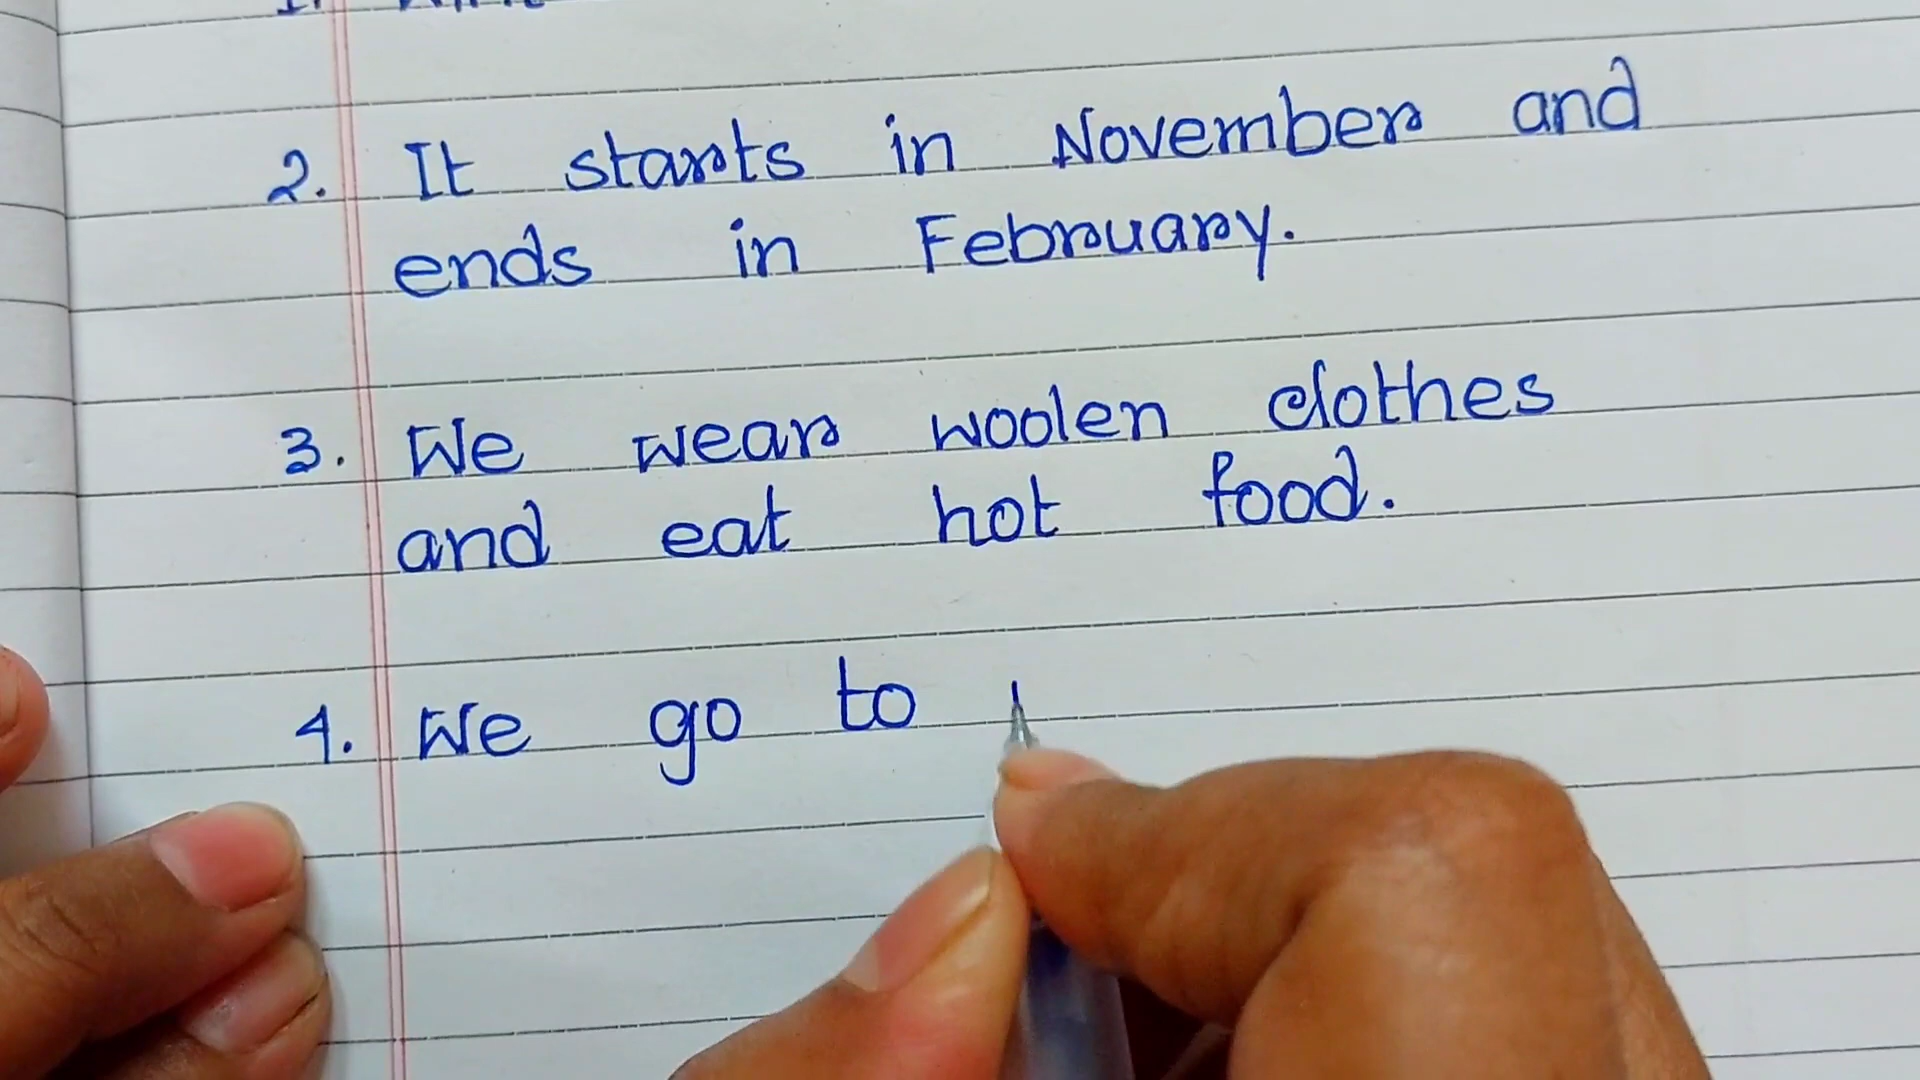 2. It starts in November and
ends in February.
3. We wear woolen clothes
and eat hot food.
4. We go to